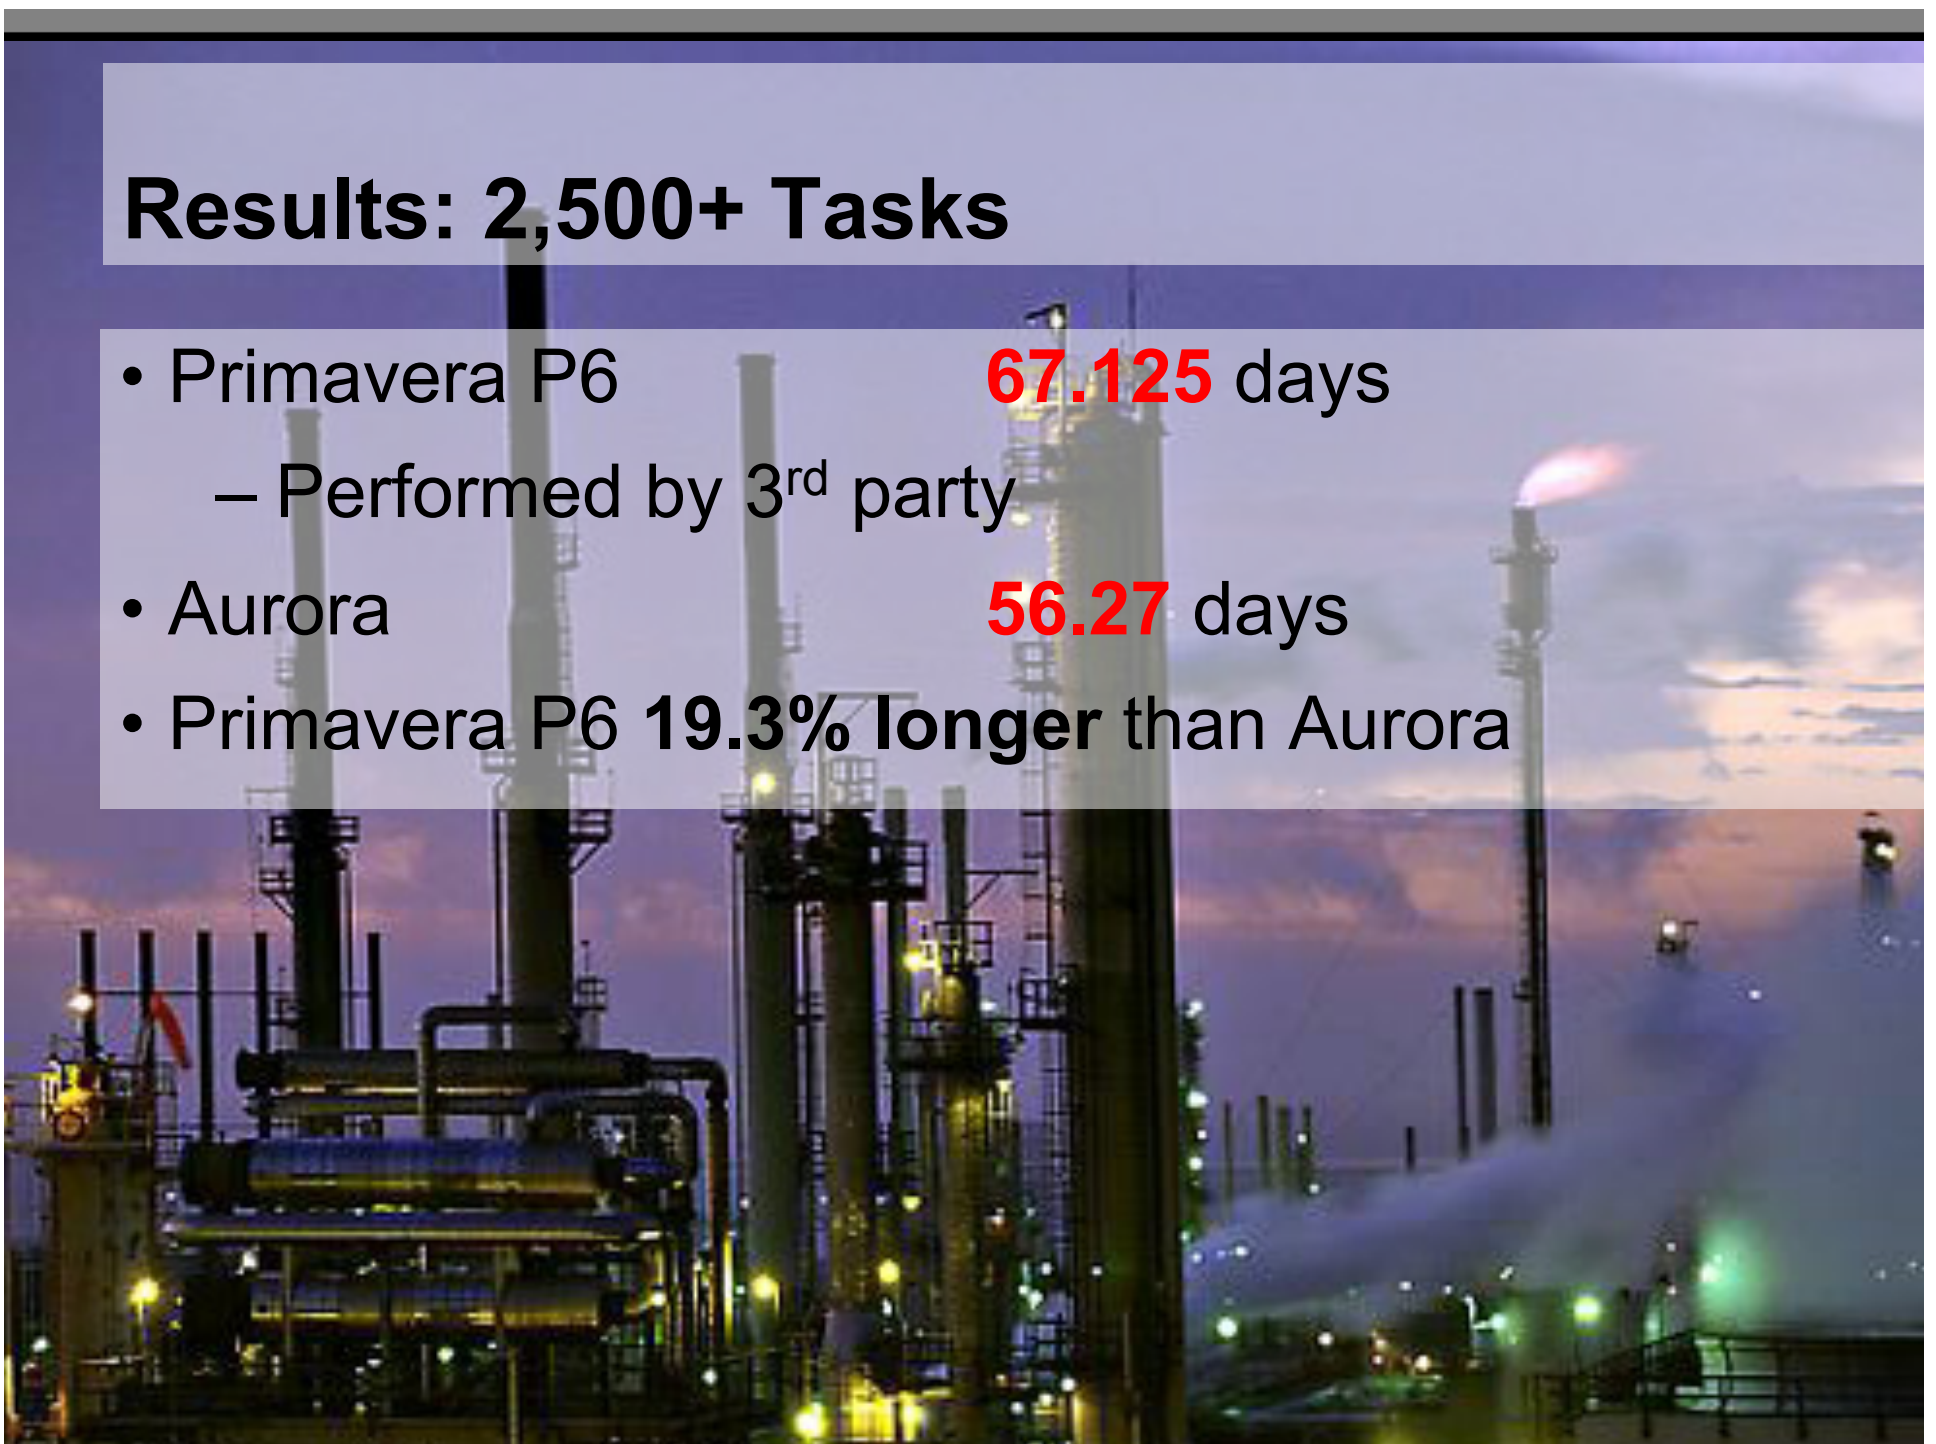 Results: 2,500+ Tasks
• Primavera P6 67.125 days
– Performed by 3rd party
• Aurora 56.27 days
• Primavera P6 19.3% longer than Aurora